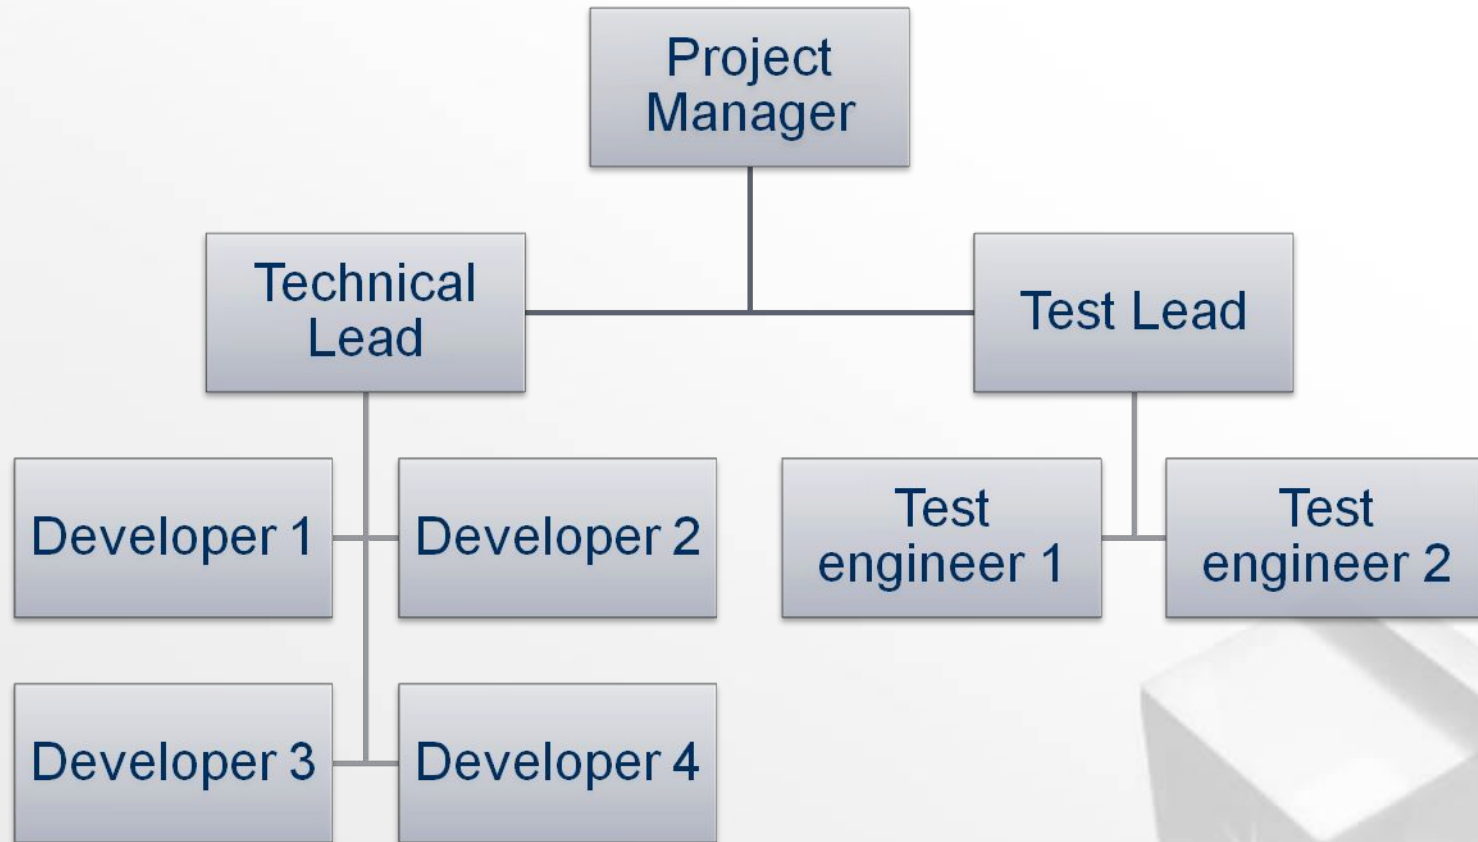 Project
Manager
Technical
Lead
Test Lead
Developer 1
Developer 2
Test
engineer 1
Test
engineer 2
Developer 3
Developer 4